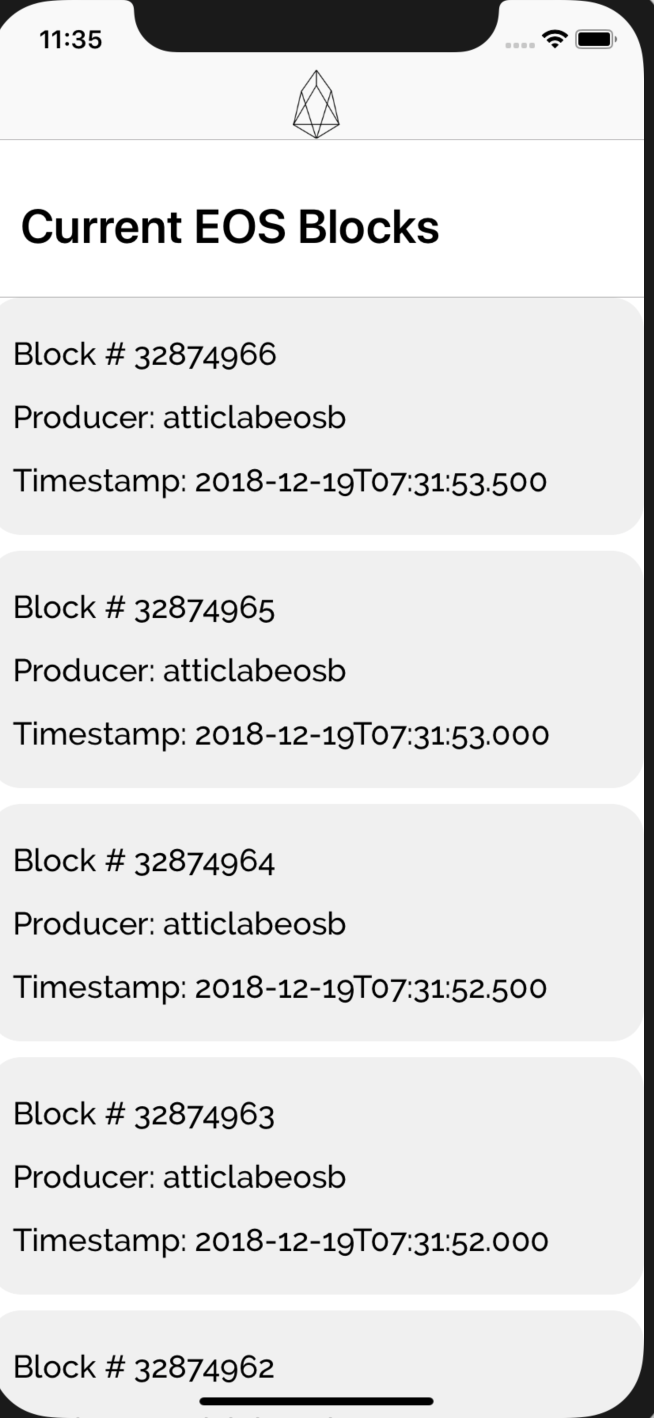 11:35
Current EOS Blocks
Block # 32874966
Producer: atticlabeosb
Timestamp: 2018-12-19T07:31:53.500
Block # 32874965
Producer: atticlabeosb
Timestamp: 2018-12-19T07:31:53.000
Block # 32874964
Producer: atticlabeosb
Timestamp: 2018-12-19T07:31:52.500
Block # 32874963
Producer: atticlabeosb
Timestamp: 2018-12-19T07:31:52.000
Block # 32874962